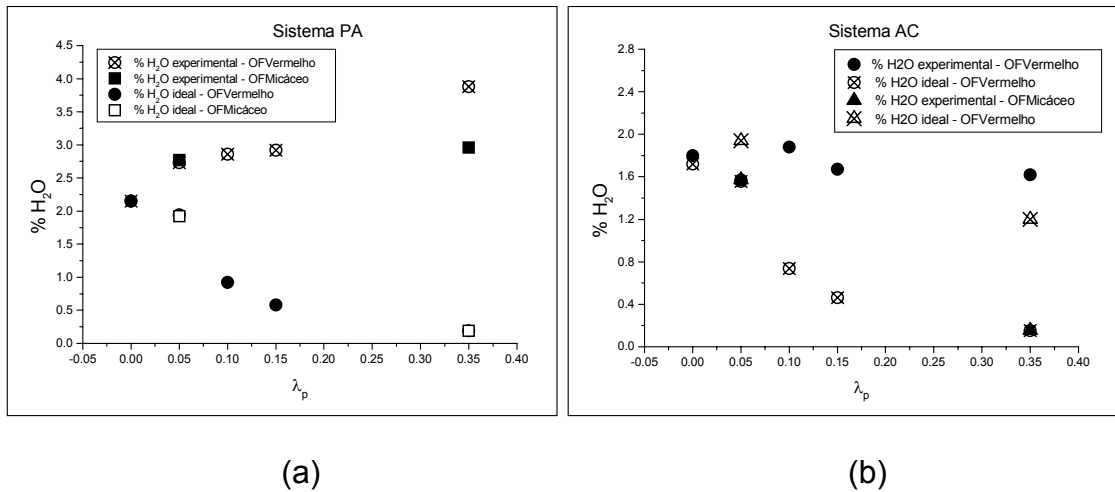 Sistema PA
% H₂O experimental - OFVermelho
% H₂O experimental - OFMicáceo
% H₂O ideal - OFVermelho
% H₂O ideal - OFMicáceo
4.5
4.0
3.5
3.0
2.5
2.0
1.5
1.0
0.5
0.0
% H₂O
-0.05 0.00 0.05 0.10 0.15 0.20 0.25 0.30 0.35 0.40
λp
(a)
Sistema AC
% H2O experimental - OFVermelho
% H2O ideal - OFVermelho
% H2O experimental - OFMicáceo
% H2O ideal - OFVermelho
2.8
2.4
2.0
1.6
1.2
0.8
0.4
0.0
% H₂O
-0.05 0.00 0.05 0.10 0.15 0.20 0.25 0.30 0.35 0.40
λp
(b)